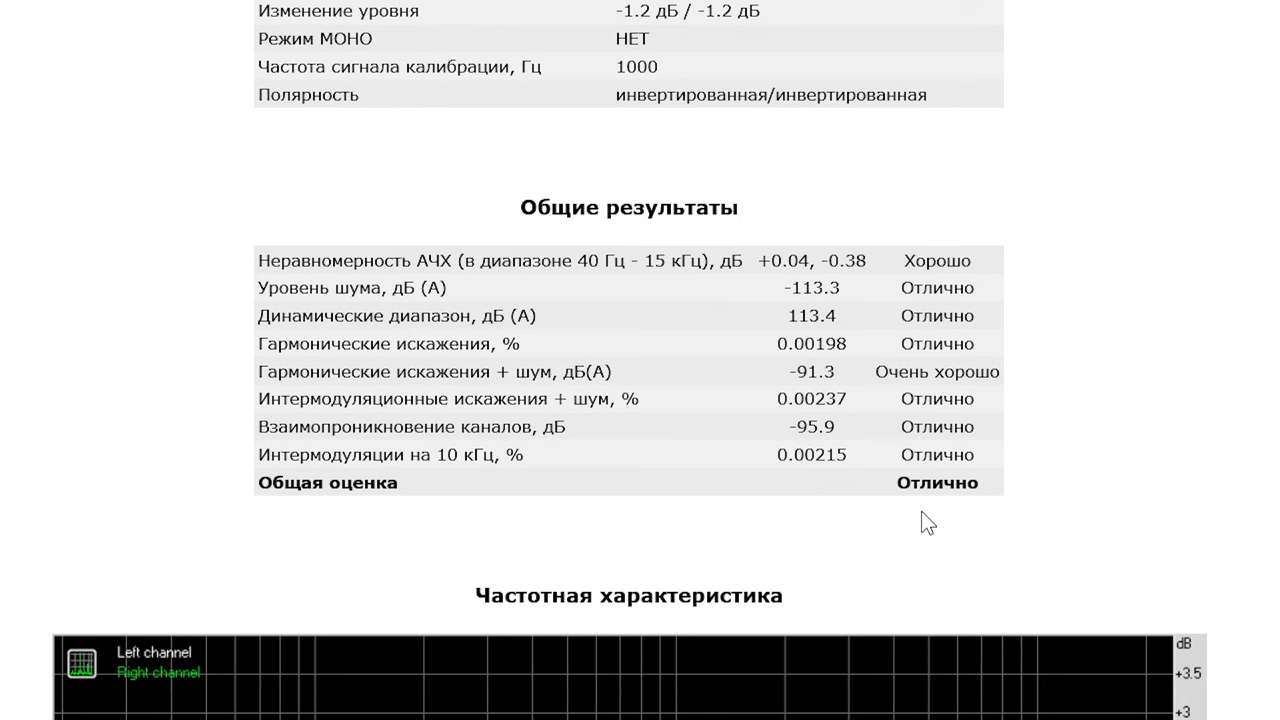 Изменение уровня -1.2 дБ / -1.2 дБ
Режим МОНО НЕТ
Частота сигнала калибрации, Гц 1000
Полярность инвертированная/инвертированная
Общие результаты
Неравномерность АЧХ (в диапазоне 40 Гц - 15 кГц), дБ +0.04, -0.38 Хорошо
Уровень шума, дБ (А) -113.3 Отлично
Динамические диапазон, дБ (А) 113.4 Отлично
Гармонические искажения, % 0.00198 Отлично
Гармонические искажения + шум, дБ(А) -91.3 Очень хорошо
Интермодуляционные искажения + шум, % 0.00237 Отлично
Взаимопроникновение каналов, дБ -95.9 Отлично
Интермодуляции на 10 кГц, % 0.00215 Отлично
Общая оценка Отлично
Частотная характеристика
Left channel dB
Right channel +3.5
+3